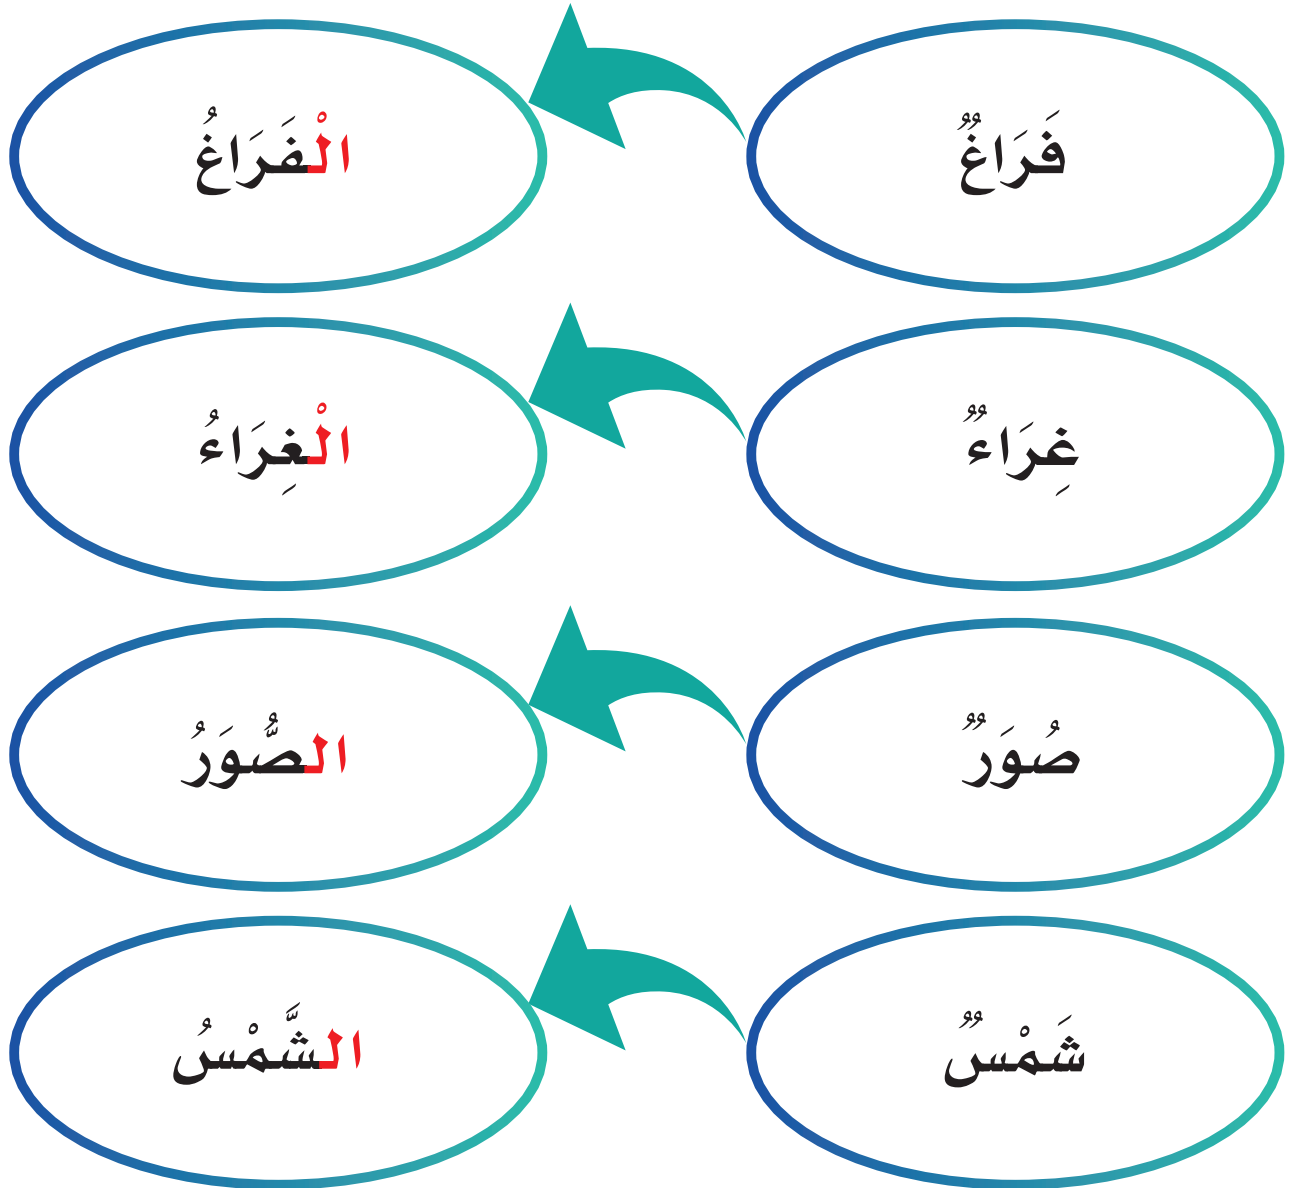 فَرَاغٌ الْفَرَاغُ
غِرَاءٌ الْغِرَاءُ
صُوَرٌ الصُّوَرُ
شَمْسٌ الشَّمْسُ